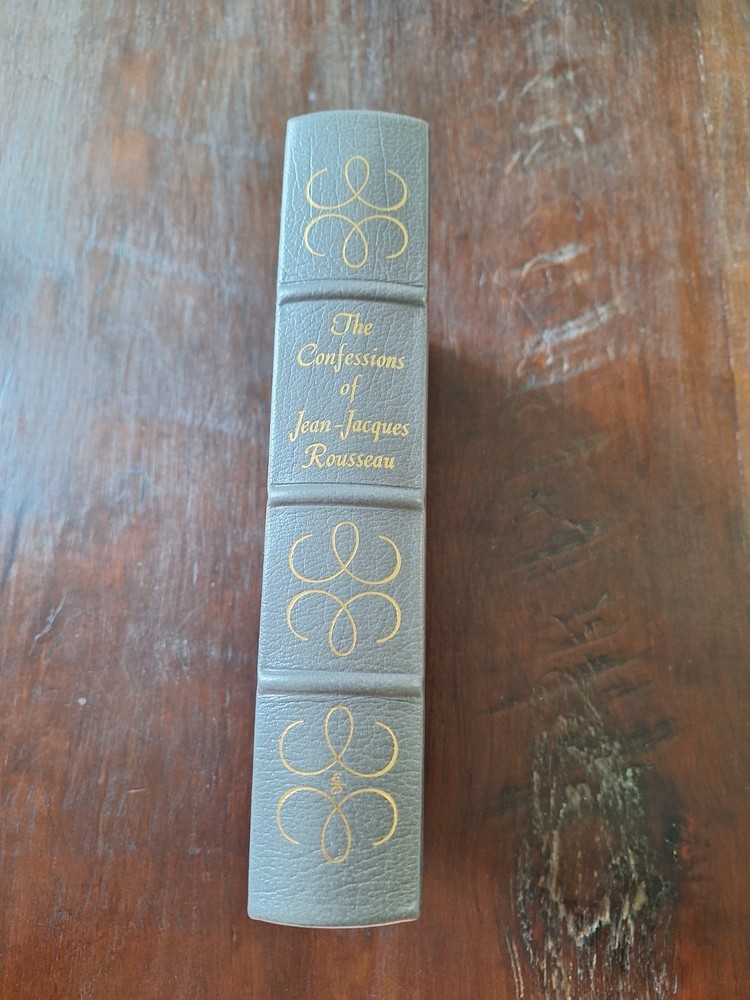 The
Confessions
of
Jean-Jacques
Rousseau